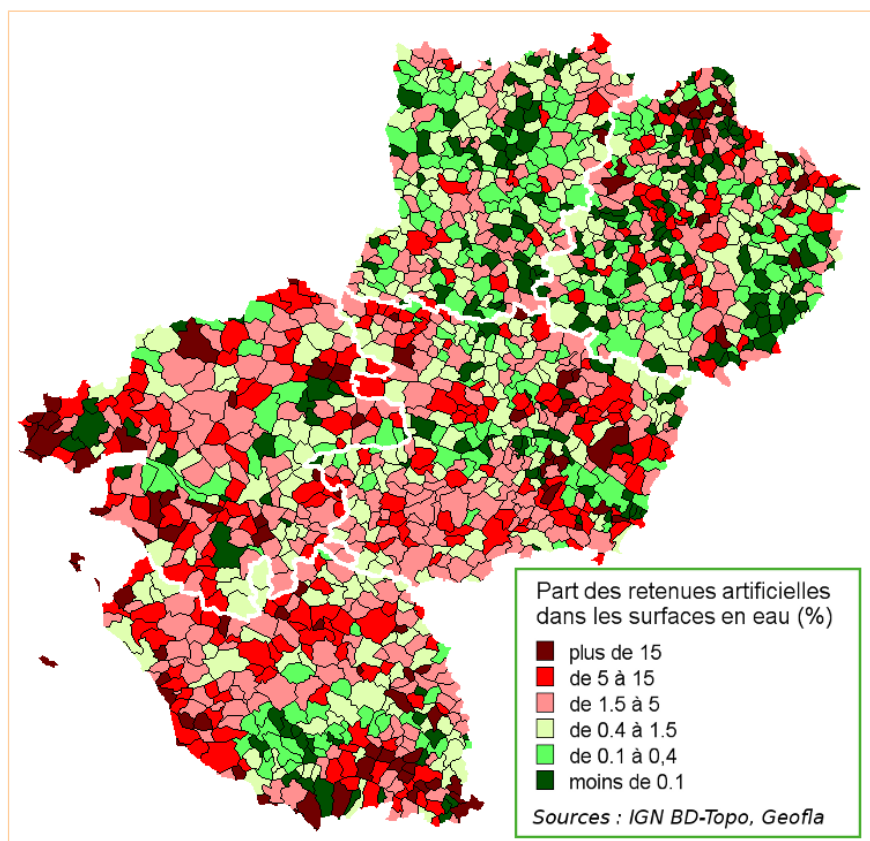 Part des retenues artificielles
dans les surfaces en eau (%)
plus de 15
de 5 à 15
de 1.5 à 5
de 0.4 à 1.5
de 0.1 à 0,4
moins de 0.1
Sources : IGN BD-Topo, Geofla